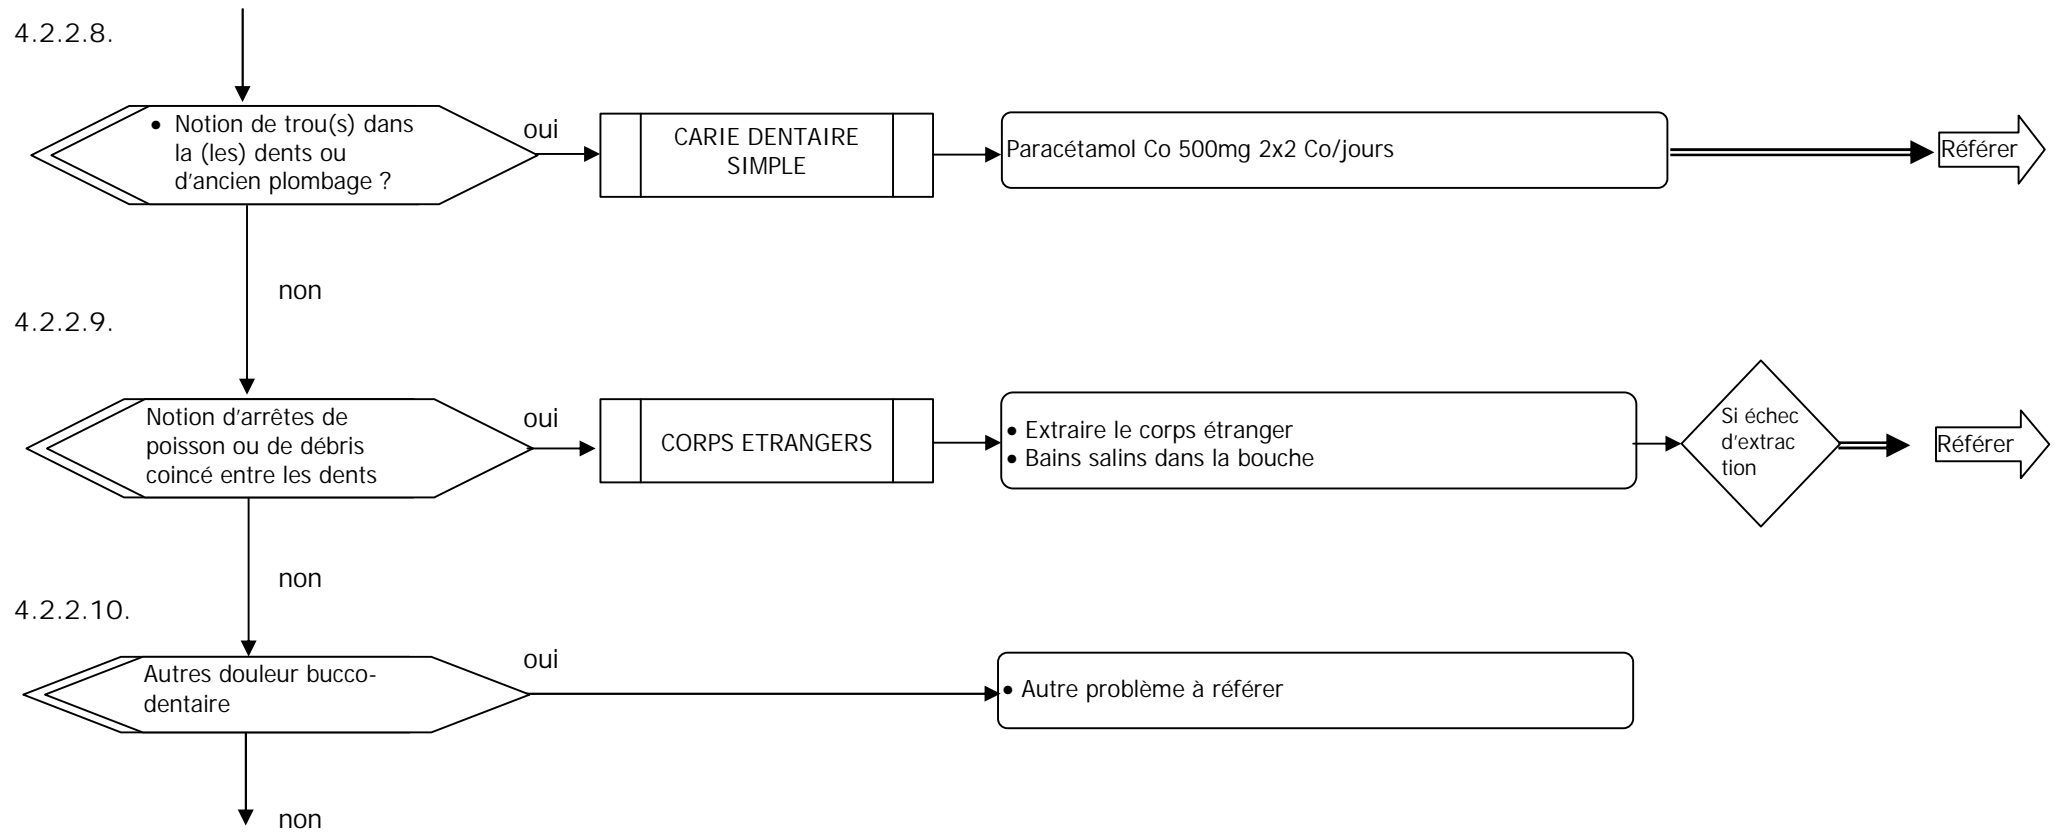 4.2.2.8.
• Notion de trou(s) dans
la (les) dents ou
d'ancien plombage ?
oui
CARIE DENTAIRE
SIMPLE
Paracétamol Co 500mg 2x2 Co/jours
Référer
non
4.2.2.9.
Notion d'arrêtes de
poisson ou de débris
coincé entre les dents
oui
CORPS ETRANGERS
• Extraire le corps étranger
• Bains salins dans la bouche
Si échec
d'extrac
tion
Référer
non
4.2.2.10.
Autres douleur bucco-
dentaire
oui
• Autre problème à référer
non